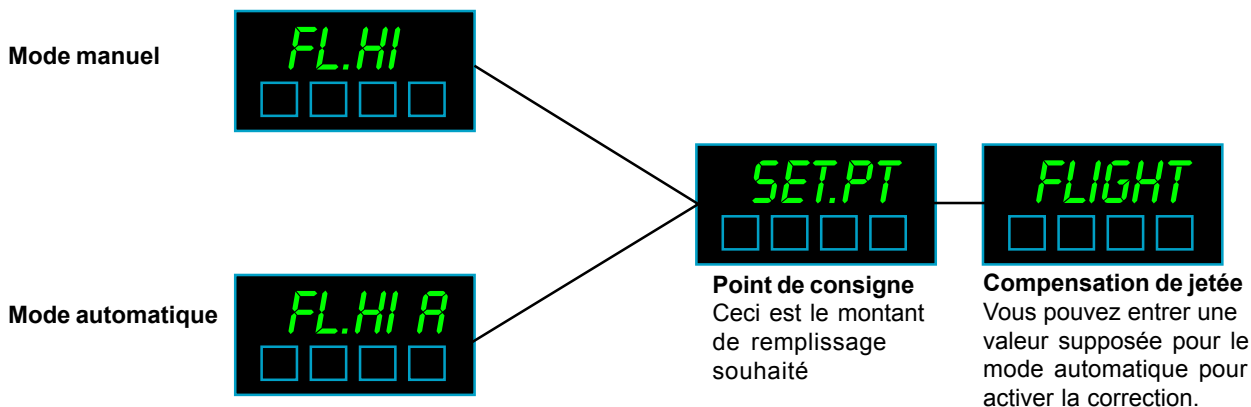 Mode manuel
FL.HI
SET.PT
FLIGHT
Point de consigne
Ceci est le montant
de remplissage
souhaité
Compensation de jetée
Vous pouvez entrer une
valeur supposée pour le
mode automatique pour
activer la correction.
Mode automatique
FL.HI A